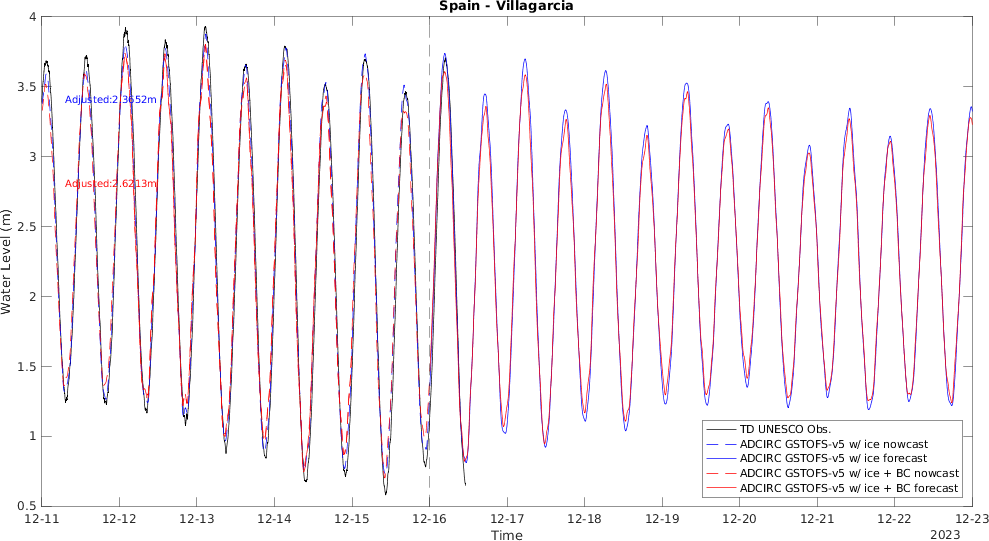 Spain - Villagarcia
4
3.5
3
2.5
2
1.5
1
0.5
Water Level (m)
Adjusted:2.3652m
Adjusted:2.6213m
TD UNESCO Obs.
ADCIRC GSTOFS-v5 w/ ice nowcast
ADCIRC GSTOFS-v5 w/ ice forecast
ADCIRC GSTOFS-v5 w/ ice + BC nowcast
ADCIRC GSTOFS-v5 w/ ice + BC forecast
12-11 12-12 12-13 12-14 12-15 12-16 12-17 12-18 12-19 12-20 12-21 12-22 12-23
Time
2023